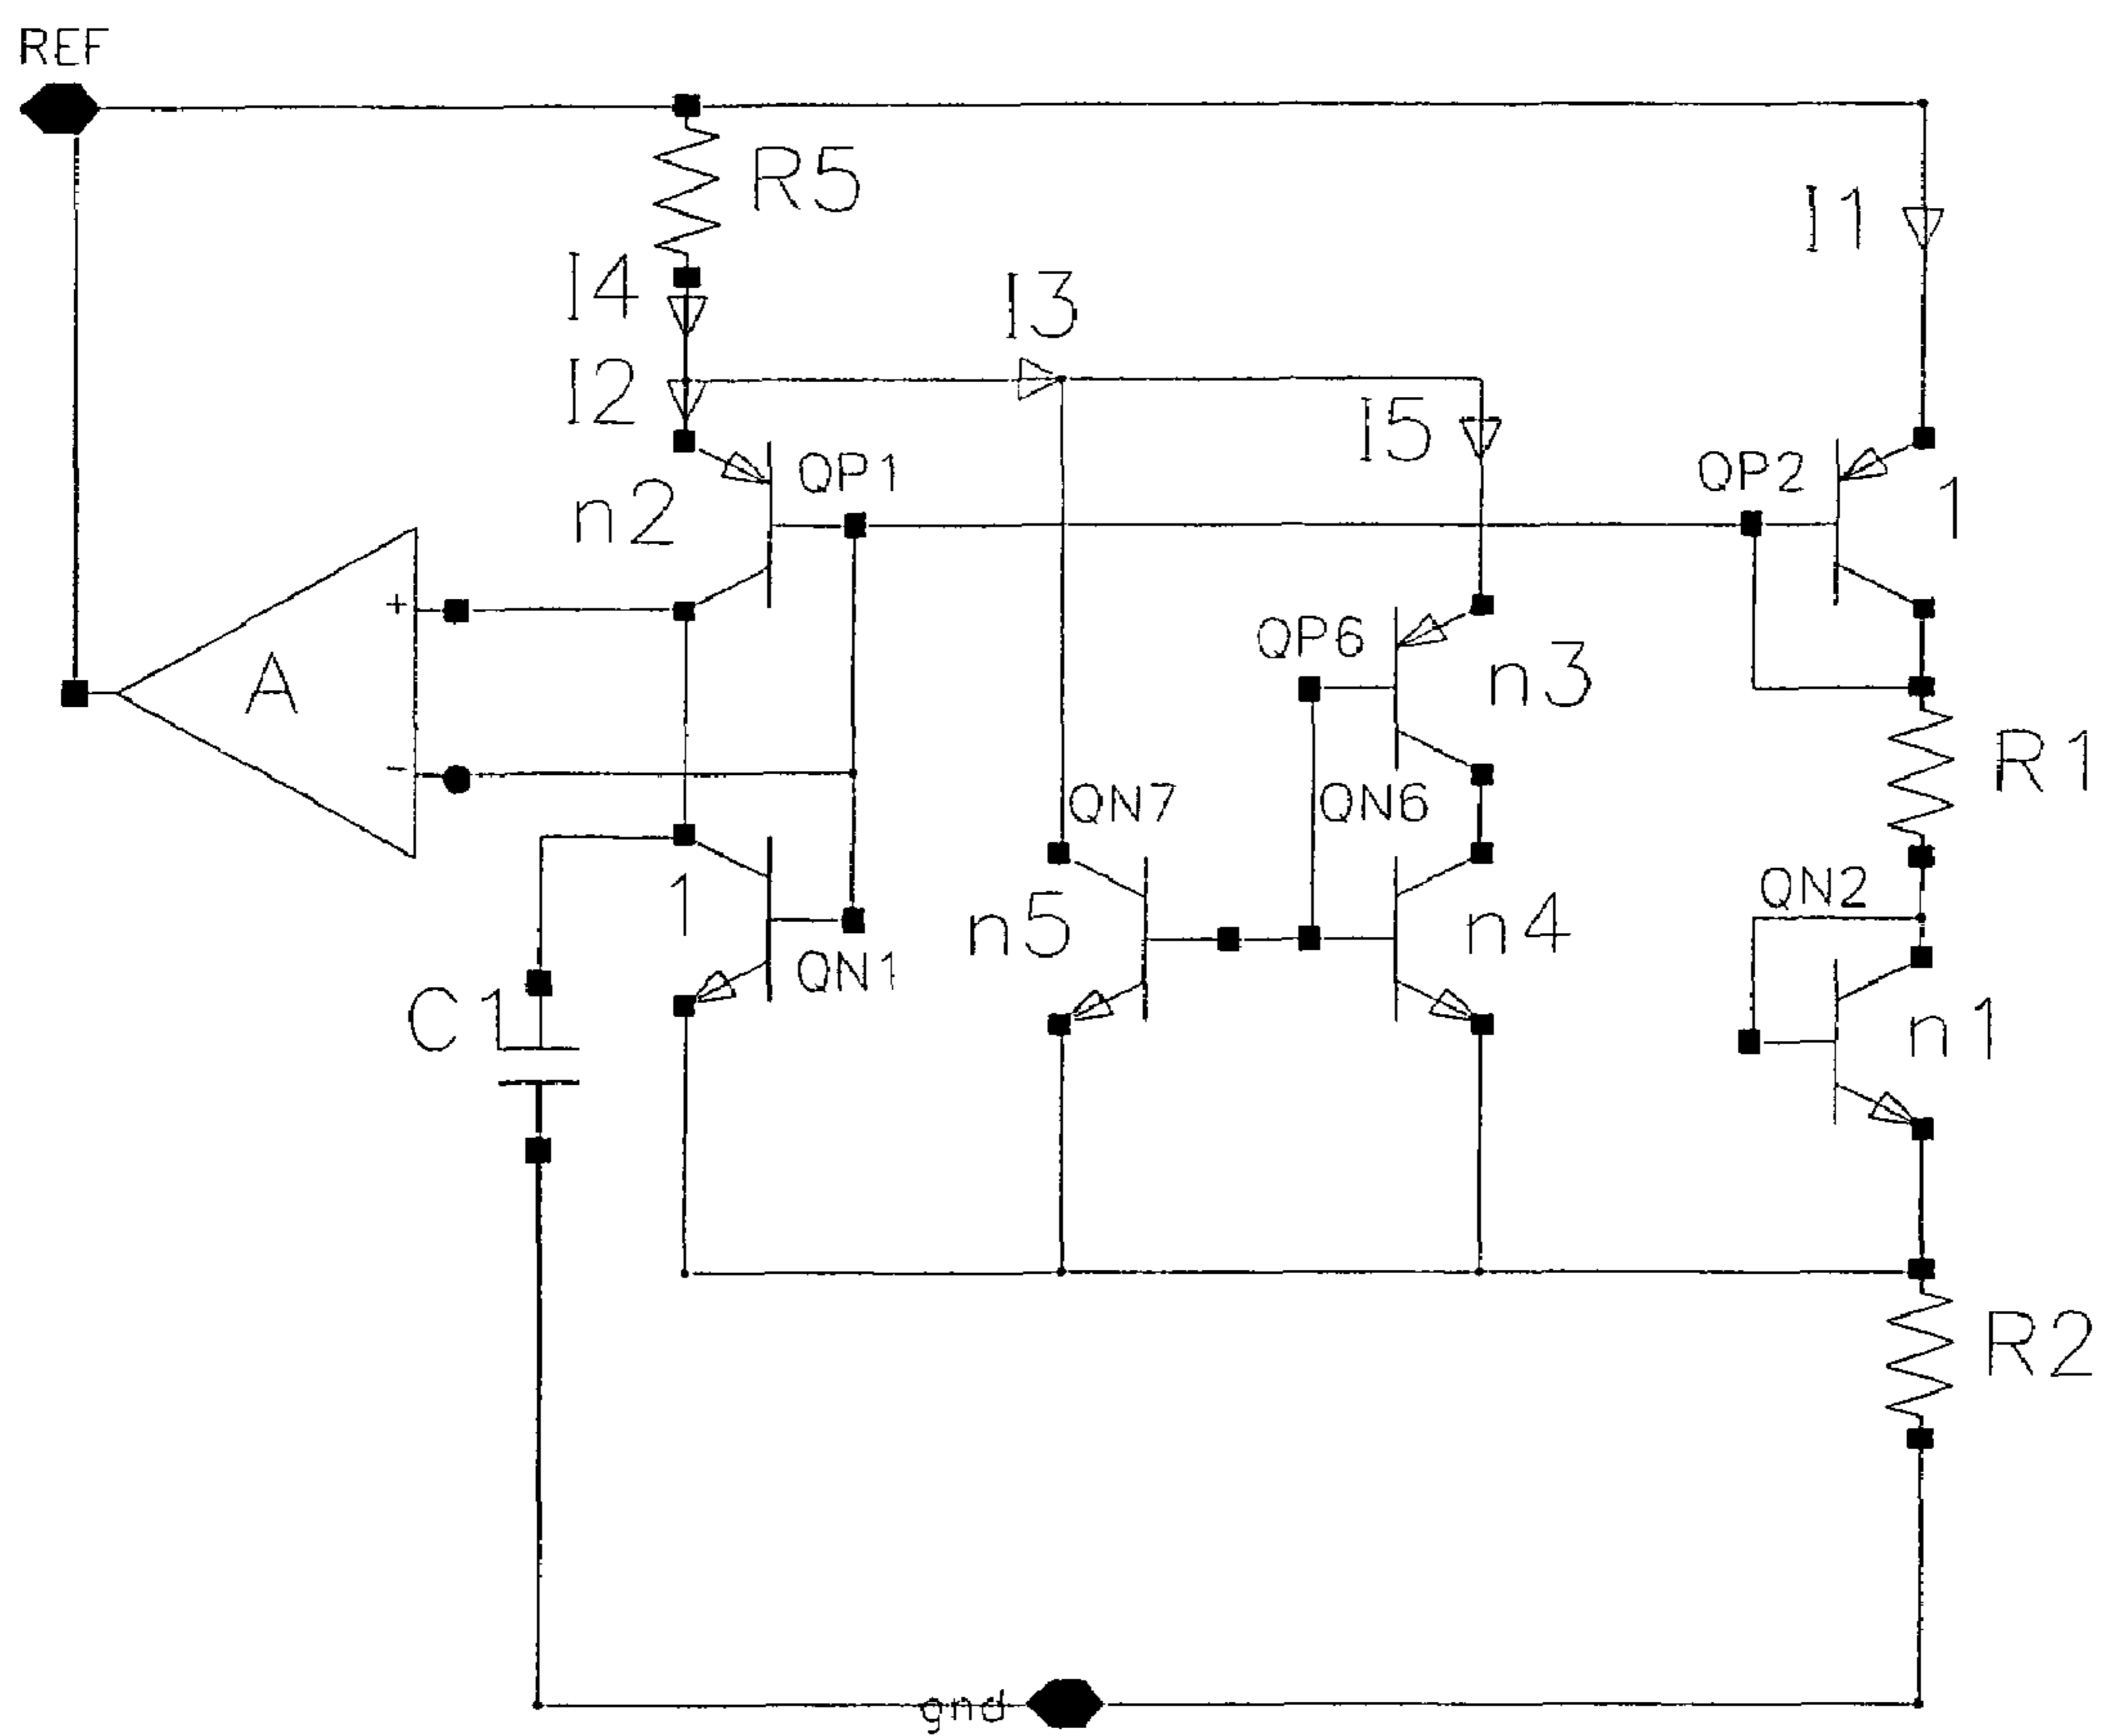 REF
R5
I1
I4
I3
I2
I5
QP1
QP2
n2
1
A
+
-
QP6
n3
R1
QN7
QN6
1
n5
n4
QN2
QN1
C1
n1
R2
gnd